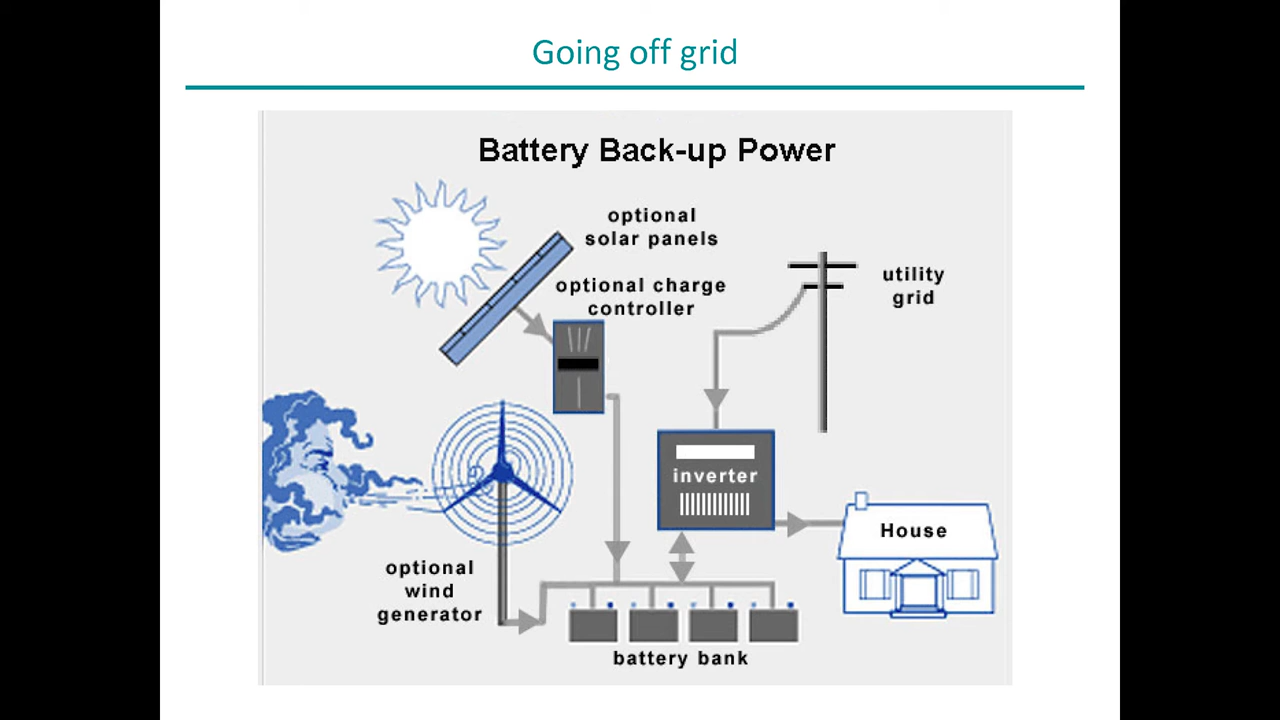 Going off grid
Battery Back-up Power
optional
solar panels
optional charge
controller
utility
grid
inverter
House
optional
wind
generator
battery bank